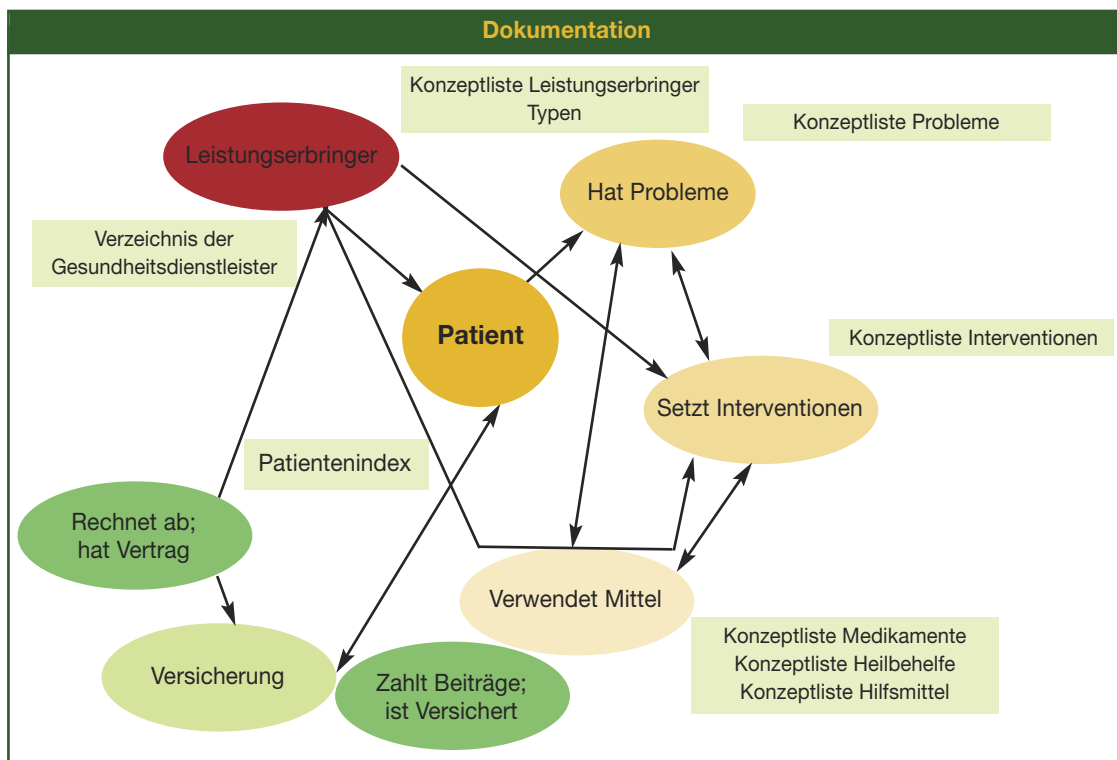 Dokumentation
Konzeptliste Leistungserbringer
Typen
Konzeptliste Probleme
Leistungserbringer
Hat Probleme
Verzeichnis der
Gesundheitsdienstleister
Patient
Konzeptliste Interventionen
Setzt Interventionen
Patientenindex
Rechnet ab;
hat Vertrag
Verwendet Mittel
Konzeptliste Medikamente
Konzeptliste Heilbehelfe
Konzeptliste Hilfsmittel
Versicherung
Zahlt Beiträge;
ist Versichert